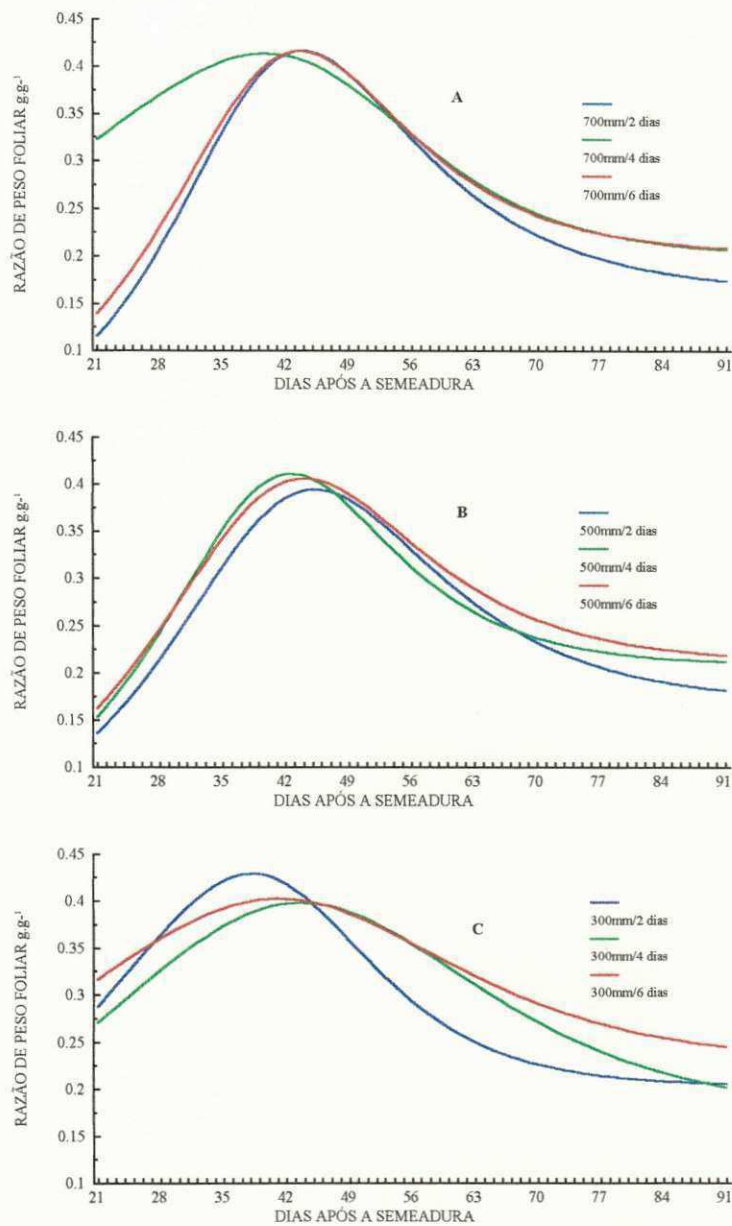 RAZÃO DE PESO FOLIAR g.g-¹
0.45
0.4
0.35
0.3
0.25
0.2
0.15
0.1
A
700mm/2 dias
700mm/4 dias
700mm/6 dias
21 28 35 42 49 56 63 70 77 84 91
DIAS APÓS A SEMEADURA
RAZÃO DE PESO FOLIAR g.g-¹
0.45
0.4
0.35
0.3
0.25
0.2
0.15
0.1
B
500mm/2 dias
500mm/4 dias
500mm/6 dias
21 28 35 42 49 56 63 70 77 84 91
DIAS APÓS A SEMEADURA
RAZÃO DE PESO FOLIAR g.g-¹
0.45
0.4
0.35
0.3
0.25
0.2
0.15
0.1
C
300mm/2 dias
300mm/4 dias
300mm/6 dias
21 28 35 42 49 56 63 70 77 84 91
DIAS APÓS A SEMEADURA